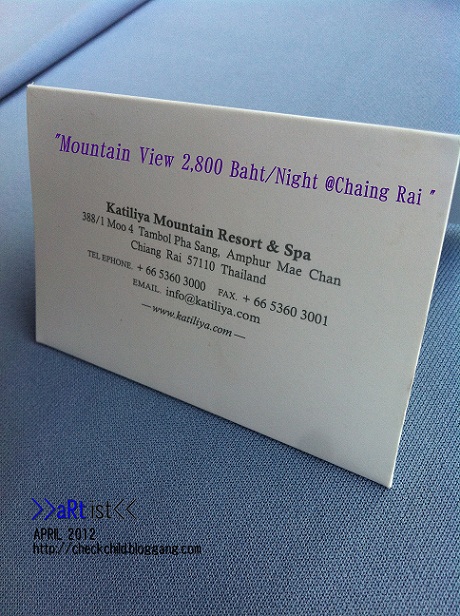 "Mountain View 2,800 Baht/Night @Chaing Rai "
Katiliya Mountain Resort & Spa
388/1 Moo 4 Tambol Pha Sang, Amphur Mae Chan
Chiang Rai 57110 Thailand
TEL EPHONE. + 66 5360 3000 FAX. + 66 5360 3001
EMAIL. info@katiliya.com
— www.katiliya.com —
>>aRtist<<
APRIL 2012
http://checkchild.bloggang.com